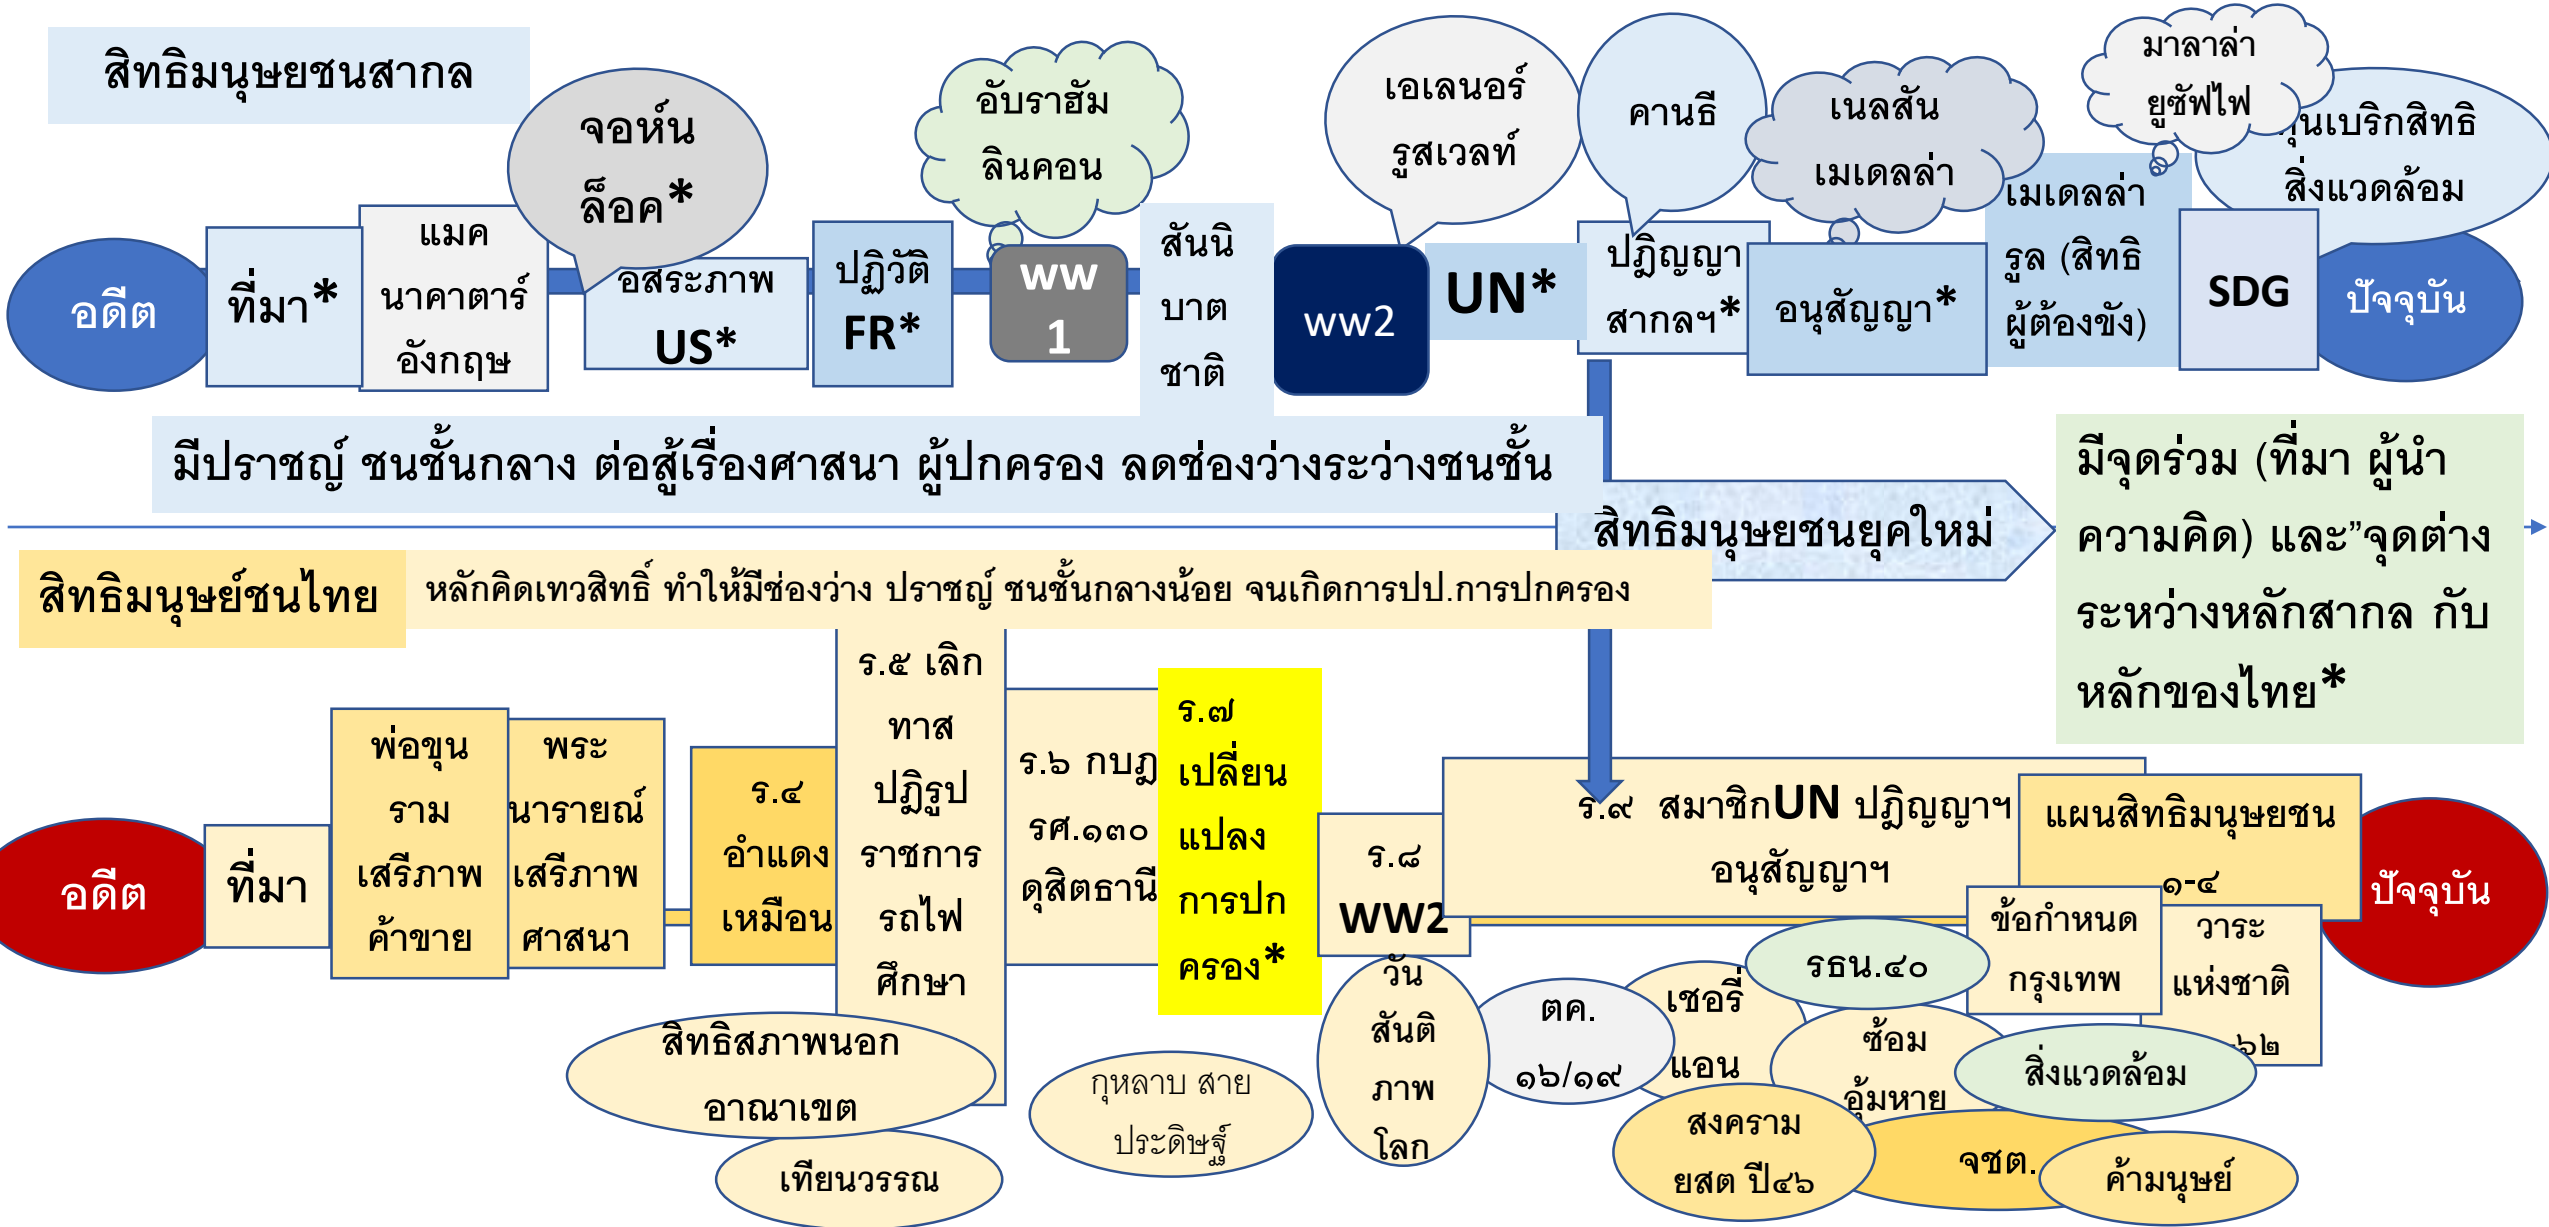 สิทธิมนุษยชนสากล
จอห์น
ล็อค*
อับราฮัม
ลินคอน
เอเลนอร์
รูสเวลท์
คานธี
เนลสัน
เมเดลล่า
มาลาล่า
ยูซัฟไฟ
ทุนเบริกสิทธิ
สิ่งแวดล้อม
อดีต
ที่มา*
แมค
นาคาตาร์
อังกฤษ
อิสระภาพ
US*
ปฏิวัติ
FR*
WW
1
สันนิ
บาต
ชาติ
ww2
UN*
ปฎิญญา
สากลฯ*
อนุสัญญา*
เมเดลล่า
รูล (สิทธิ
ผู้ต้องขัง)
SDG
ปัจจุบัน
มีปราชญ์ ชนชั้นกลาง ต่อสู้เรื่องศาสนา ผู้ปกครอง ลดช่องว่างระว่างชนชั้น
สิทธิมนุษยชนยุคใหม่
มีจุดร่วม (ที่มา ผู้นำ
ความคิด) และ”จุดต่าง
ระหว่างหลักสากล กับ
หลักของไทย*
สิทธิมนุษย์ชนไทย
หลักคิดเทวสิทธิ์ ทำให้มีช่องว่าง ปราชญ์ ชนชั้นกลางน้อย จนเกิดการปป.การปกครอง
อดีต
ที่มา
พ่อขุน
ราม
เสรีภาพ
ค้าขาย
พระ
นารายณ์
เสรีภาพ
ศาสนา
ร.๔
อำแดง
เหมือน
ร.๕ เลิก
ทาส
ปฎิรูป
ราชการ
รถไฟ
ศึกษา
ร.๖ กบฎ
รศ.๑๓๐
ดุสิตธานี
ร.๗
เปลี่ยน
แปลง
การปก
ครอง*
ร.๘
WW2
ร.๙ สมาชิกUN ปฎิญญาฯ
อนุสัญญาฯ
แผนสิทธิมนุษยชน
๑-๔
ปัจจุบัน
ข้อกำหนด
กรุงเทพ
วาระ
แห่งชาติ
๖๒
สิทธิสภาพนอก
อาณาเขต
เทียนวรรณ
กุหลาบ สาย
ประดิษฐ์
วัน
สันติ
ภาพ
โลก
ตค.
๑๖/๑๙
เชอรี่
แอน
รธน.๔๐
ซ้อม
อุ้มหาย
สิ่งแวดล้อม
สงคราม
ยสต ปี๔๖
จชต.
ค้ามนุษย์